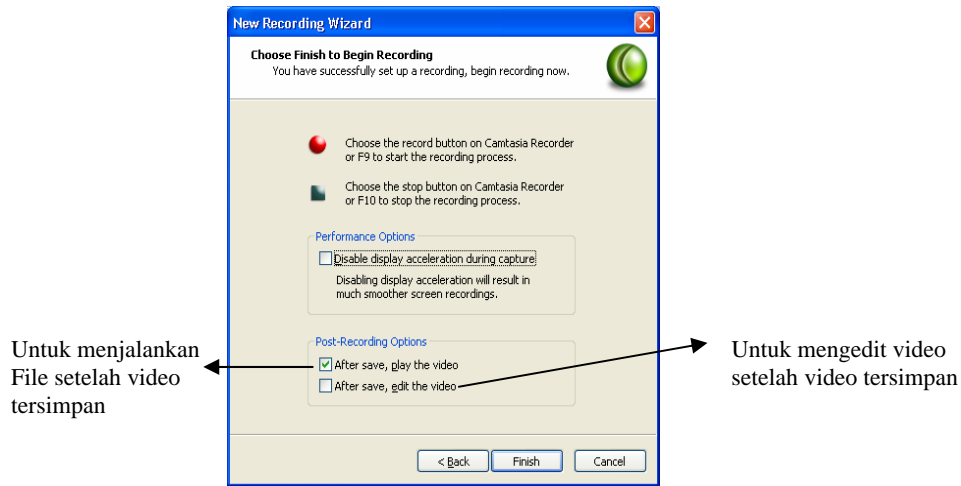 New Recording Wizard
Choose Finish to Begin Recording
You have successfully set up a recording, begin recording now.
Choose the record button on Camtasia Recorder
or F9 to start the recording process.
Choose the stop button on Camtasia Recorder
or F10 to stop the recording process.
Performance Options
Disable display acceleration during capture
Disabling display acceleration will result in
much smoother screen recordings.
Post-Recording Options
After save, play the video
After save, edit the video
Untuk menjalankan
File setelah video
tersimpan
Untuk mengedit video
setelah video tersimpan
< Back
Finish
Cancel